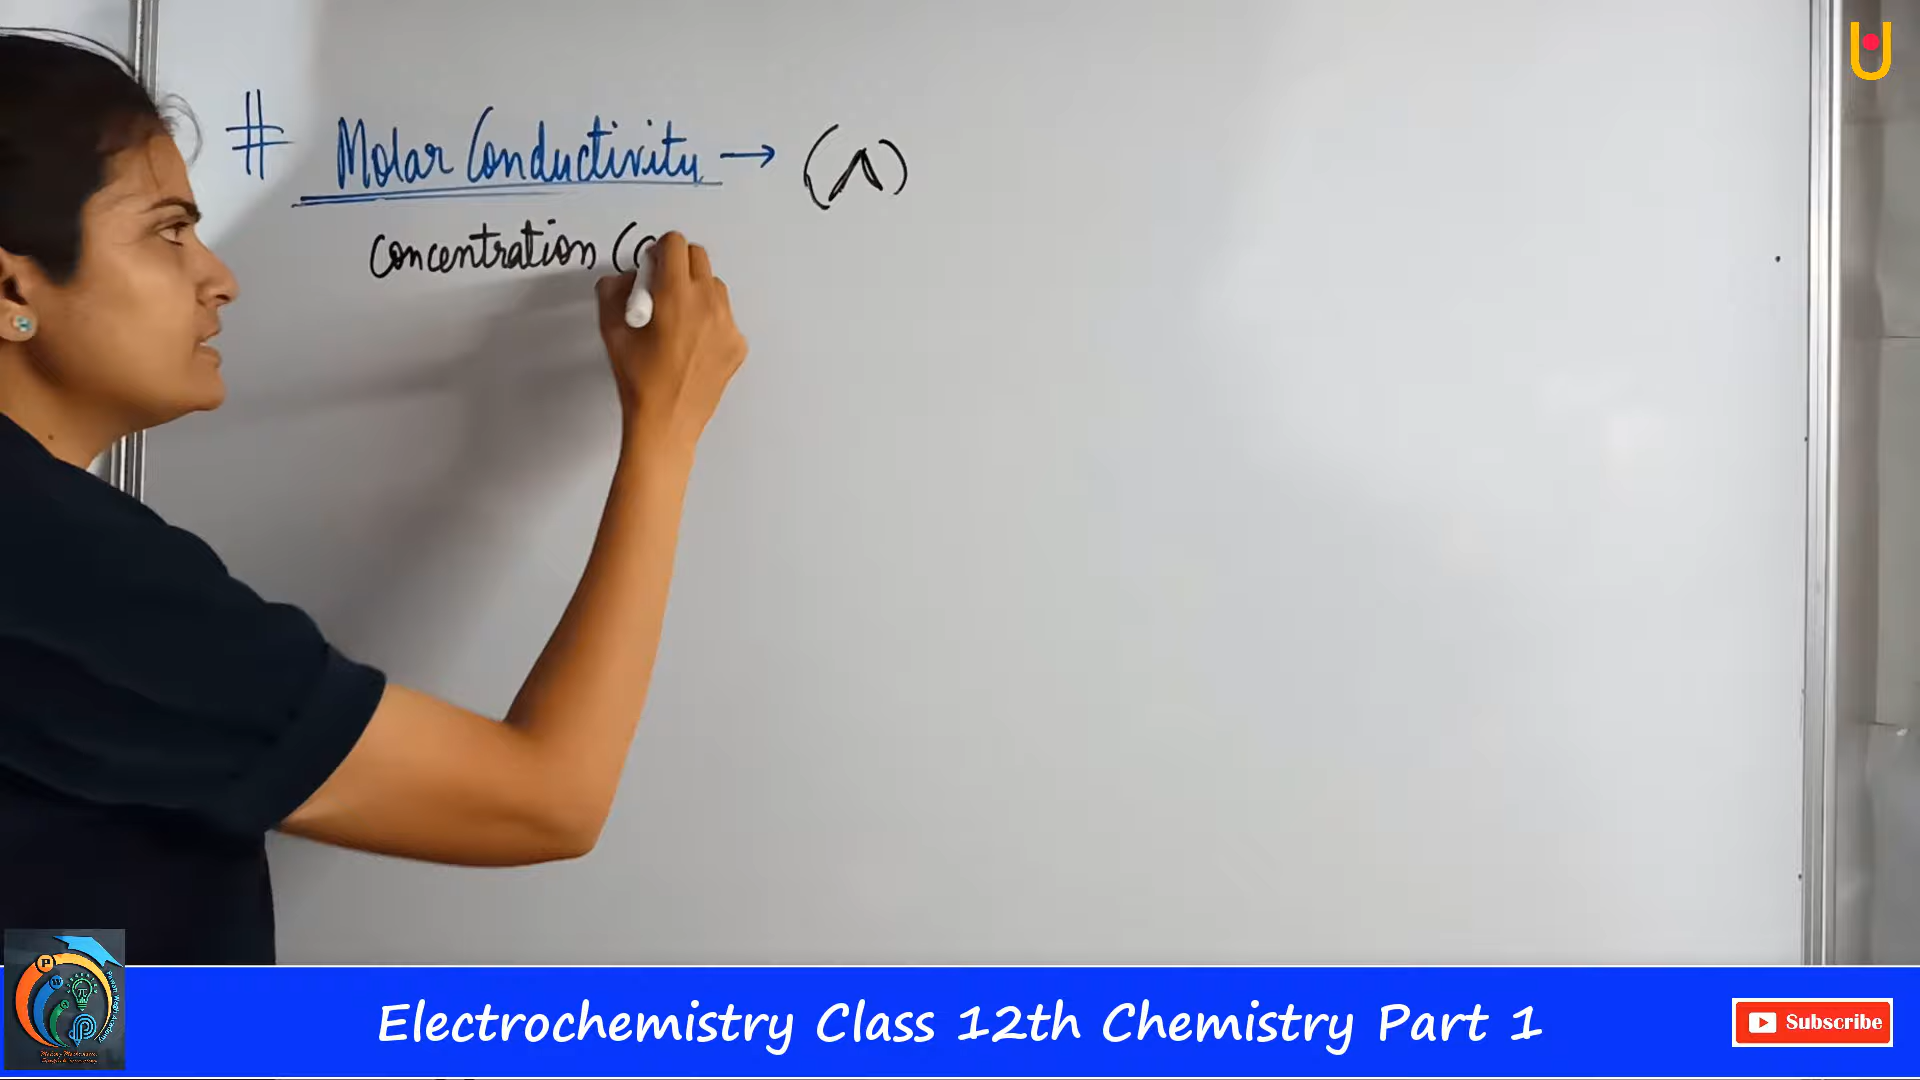 # Molar Conductivity → (Λ)
Concentration (C
Electrochemistry Class 12th Chemistry Part 1
Subscribe